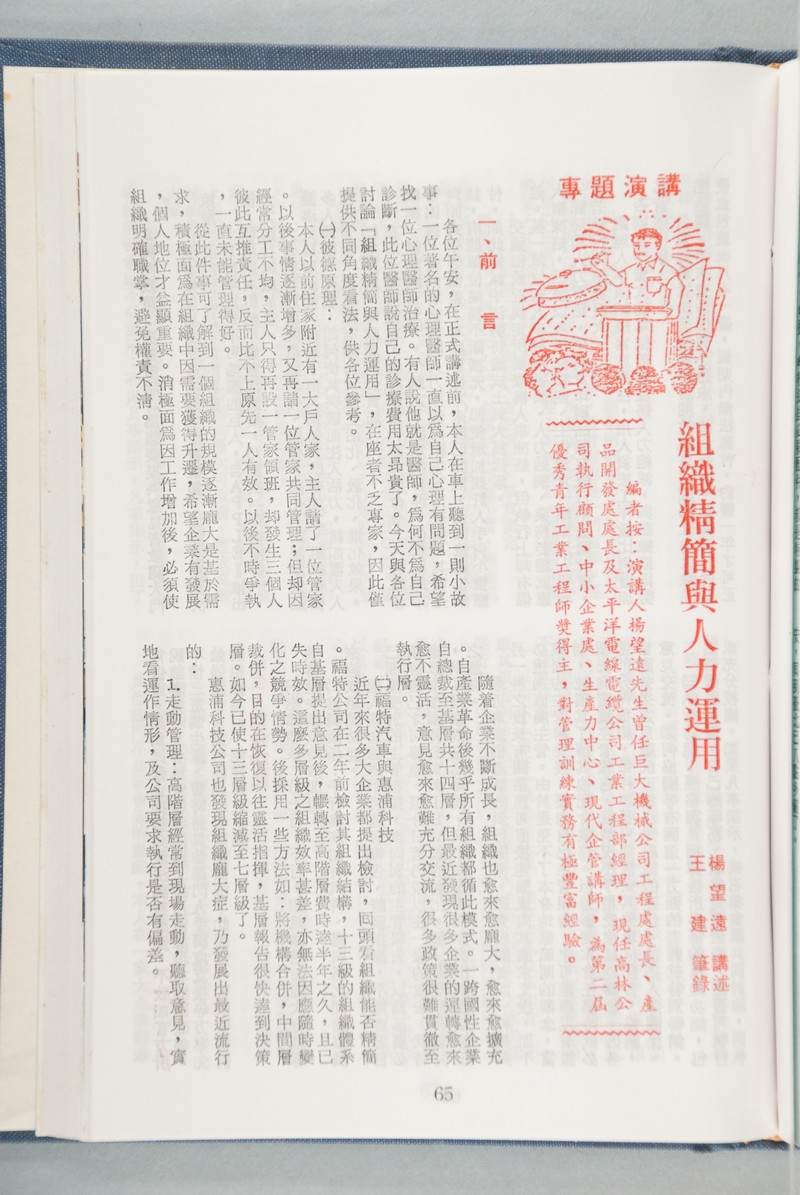 專題演講
組織精簡與人力運用
楊望遠 講述
王建 筆錄
編者按：演講人楊望遠先生曾任巨大機械公司工程處處長、產
品開發處處長及太平洋電線電纜公司工業工程部經理，現任高林公
司執行顧問、中小企業處、生產力中心、現代企管講師，為第二屆
優秀青年工業工程師獎得主，對管理訓練實務有極豐富經驗。
一、前言
各位午安，在正式講述前，本人在車上聽到一則小故
事：一位著名的心理醫師一直以為自己心理有問題，希望
找一位心理醫師治療。有人說他就是醫師，為何不為自己
診斷，此位醫師說自己的診療費用太昂貴了。今天與各位
討論「組織精簡與人力運用」，在座者不乏專家，因此僅
提供不同角度看法，供各位參考。
㈠彼德原理：
本人以前住家附近有一大戶人家，主人請了一位管家
。以後事情逐漸增多，又再請一位管家共同管理；但却因
經常分工不均，主人只得再設一管家領班，却發生三個人
彼此互推責任，反而比不上原先一人有效。以後不時爭執
，一直未能管理得好。
從此件事可了解到一個組織的規模逐漸龐大是基於需
求，積極面為在組織中因需要獲得升遷，希望企業有發展
，個人地位才益顯重要。消極面為因工作增加後，必須使
組織明確職掌，避免權責不清。
隨着企業不斷成長，組織也愈來愈龐大，愈來愈擴充
。自產業革命後幾乎所有組織都循此模式。一跨國性企業
自總裁至基層共十四層，但最近發現很多企業的運轉愈來
愈不靈活，意見愈來愈難充分交流，很多政策很難貫徹至
執行層。
㈡福特汽車與惠浦科技
近年來很多大企業都提出檢討，回頭看組織能否精簡
。福特公司在二年前檢討其組織結構，十三級的組織體系
自基層提出意見後，輾轉至高階層費時達半年之久，且已
失時效。這麼多層級之組織效率甚差，亦無法因應隨時變
化之競爭情勢。後採用一些方法如：將機構合併，中間層
裁併，目的在恢復以往靈活指揮，基層報告很快達到決策
層。如今已使十三層級縮減至七層級了。
惠浦科技公司也發現組織龐大症，乃發展出最近流行
的：
1.走動管理：高階層經常到現場走動，聽取意見，實
地看運作情形，及公司要求執行是否有偏差。
65